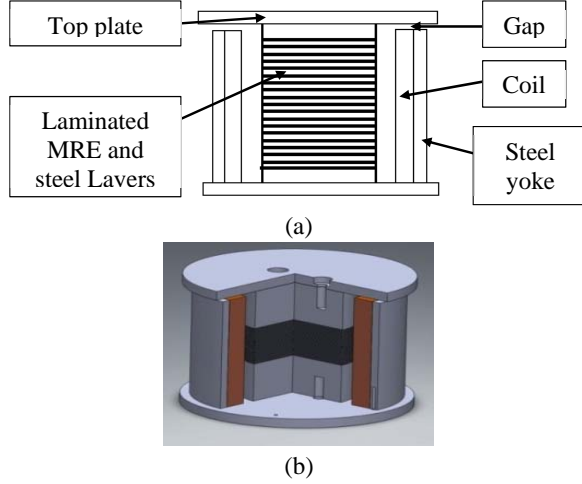 Top plate
Gap
Coil
Laminated
MRE and
steel Lavers
Steel
yoke
(a)
(b)